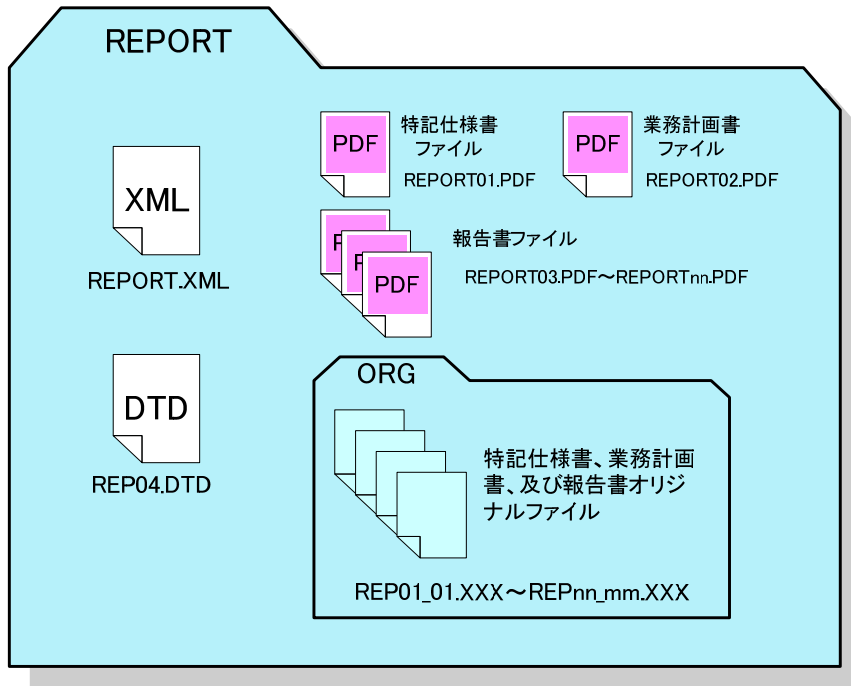 REPORT
XML
REPORT.XML
DTD
REP04.DTD
PDF
特記仕様書
ファイル
REPORT01.PDF
PDF
業務計画書
ファイル
REPORT02.PDF
PDF
報告書ファイル
REPORT03.PDF～REPORTnn.PDF
ORG
特記仕様書、業務計画
書、及び報告書オリジ
ナルファイル
REP01_01.XXX～REPnn_mm.XXX